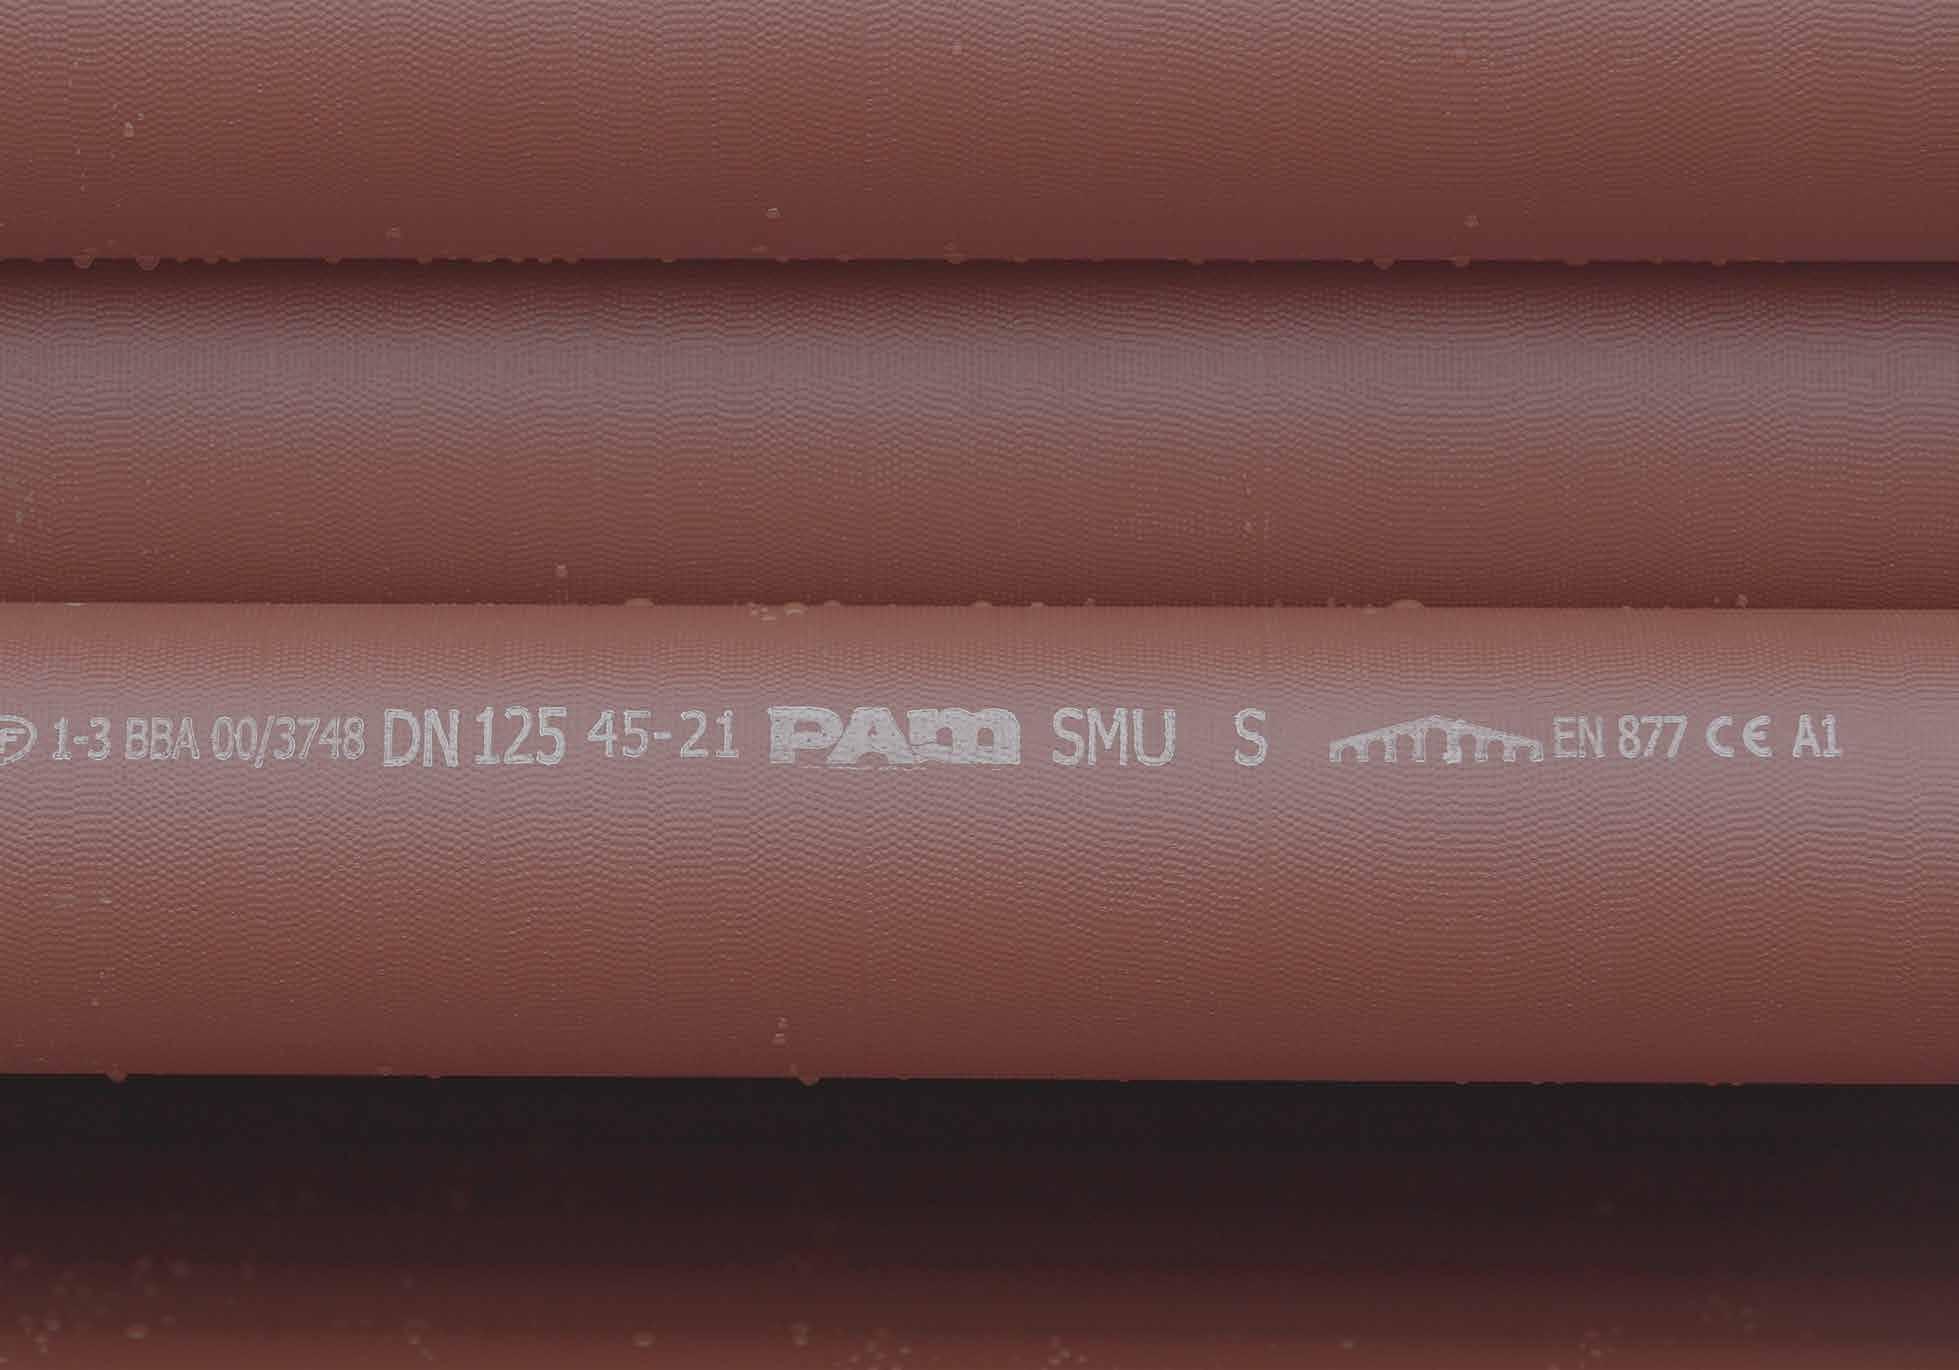 1-3 BBA 00/3748 DN 125 45-21 PAM SMU S EN 877 CE A1